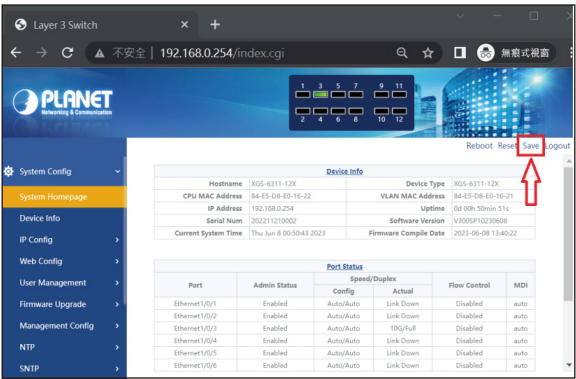 Layer 3 Switch
不安全 192.168.0.254/index.cgi 無痕式視窗
PLANET
Networking & Communication
1 3 5 7 9 11
2 4 6 8 10 12
Reboot Reset Save Logout
System Config
System Homepage
Device Info
IP Config
Web Config
User Management
Firmware Upgrade
Management Config
NTP
SNTP
Device Info
Hostname XGS-6311-12X Device Type XGS-6311-12X
CPU MAC Address 84-E5-D8-E0-16-22 VLAN MAC Address 84-E5-D8-E0-16-21
IP Address 192.168.0.254 Uptime 0d 00h 50min 51s
Serial Num 202211210002 Software Version V300SP10230608
Current System Time Thu Jun 8 00:50:43 2023 Firmware Compile Date 2023-06-08 13:40:22
Port Status
Port Admin Status Speed/Duplex Flow Control MDI
Config Actual
Ethernet1/0/1 Enabled Auto/Auto Link Down Disabled auto
Ethernet1/0/2 Enabled Auto/Auto Link Down Disabled auto
Ethernet1/0/3 Enabled Auto/Auto 10G/Full Disabled auto
Ethernet1/0/4 Enabled Auto/Auto Link Down Disabled auto
Ethernet1/0/5 Enabled Auto/Auto Link Down Disabled auto
Ethernet1/0/6 Enabled Auto/Auto Link Down Disabled auto